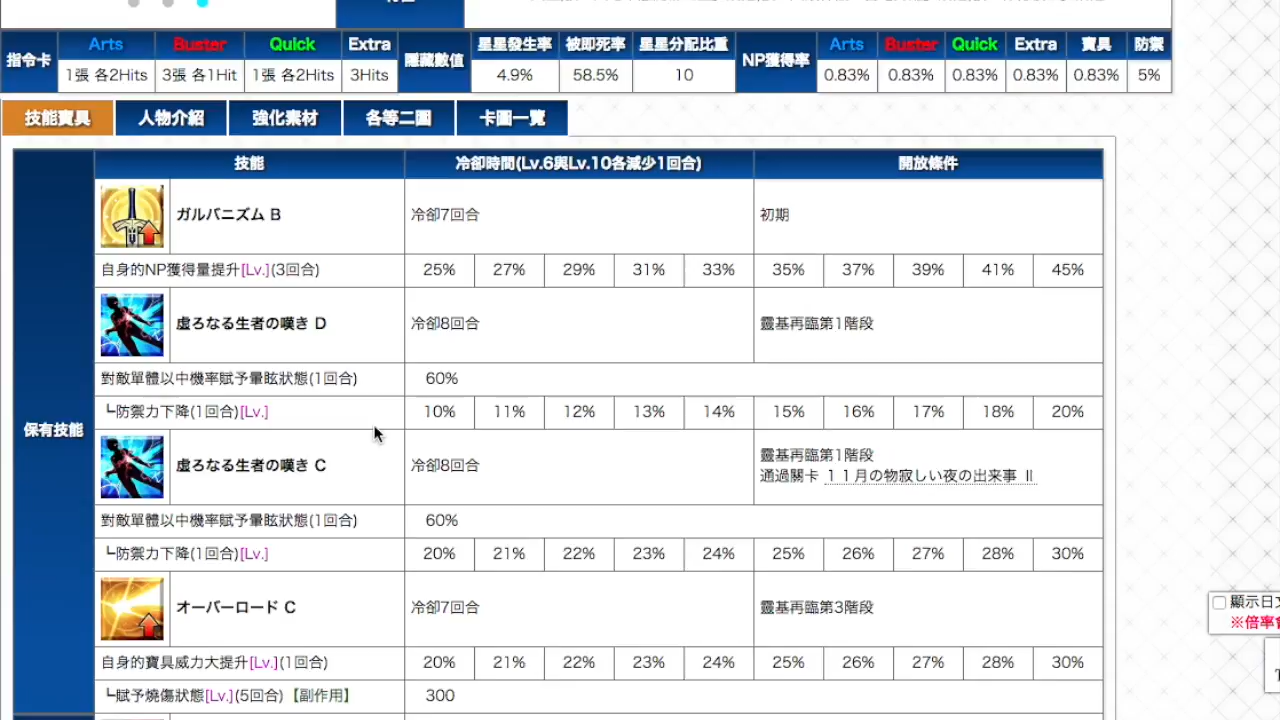 指令卡 Arts Buster Quick Extra 隱藏數值 星星發生率 被即死率 星星分配比重 NP獲得率 Arts Buster Quick Extra 寶具 防禦
1張 各2Hits 3張 各1Hit 1張 各2Hits 3Hits 4.9% 58.5% 10 0.83% 0.83% 0.83% 0.83% 0.83% 5%
技能寶具 人物介紹 強化素材 各等二圖 卡圖一覽
技能 冷卻時間(Lv.6與Lv.10各減少1回合) 開放條件
ガルバニズム B 冷卻7回合 初期
自身的NP獲得量提升[Lv.](3回合) 25% 27% 29% 31% 33% 35% 37% 39% 41% 45%
虚ろなる生者の嘆き D 冷卻8回合 靈基再臨第1階段
對敵單體以中機率賦予暈眩狀態(1回合) 60%
┗防禦力下降(1回合)[Lv.] 10% 11% 12% 13% 14% 15% 16% 17% 18% 20%
保有技能
虚ろなる生者の嘆き C 冷卻8回合 靈基再臨第1階段
通過關卡 １１月の物寂しい夜の出来事 Ⅱ
對敵單體以中機率賦予暈眩狀態(1回合) 60%
┗防禦力下降(1回合)[Lv.] 20% 21% 22% 23% 24% 25% 26% 27% 28% 30%
オーバーロード C 冷卻7回合 靈基再臨第3階段
自身的寶具威力大提升[Lv.](1回合) 20% 21% 22% 23% 24% 25% 26% 27% 28% 30%
┗賦予燒傷狀態[Lv.](5回合)【副作用】 300
顯示日文
※倍率